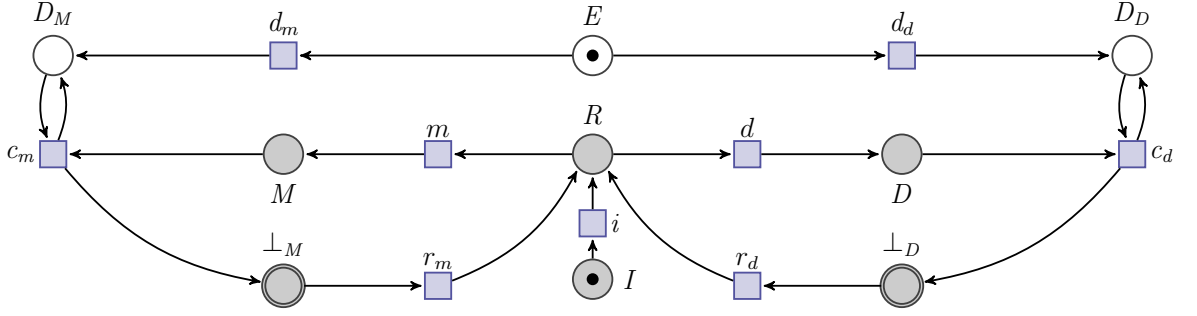 D_M d_m E d_d D_D
c_m M m R d D c_d
i
⊥_M r_m I r_d ⊥_D